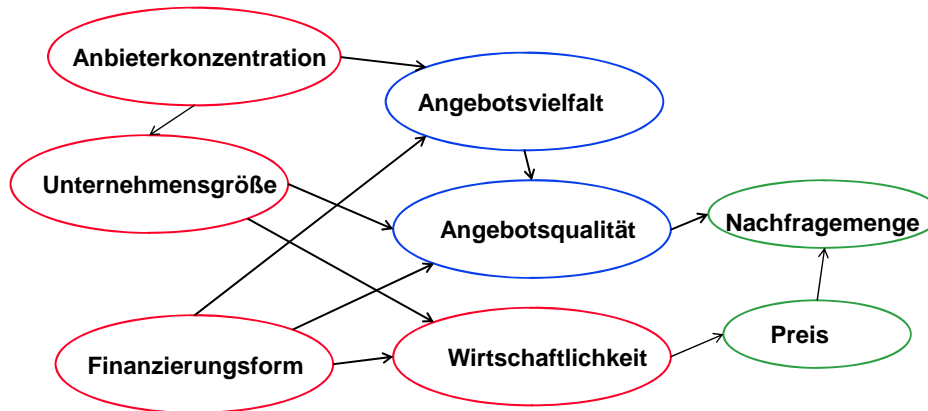 Anbieterkonzentration
Angebotsvielfalt
Unternehmensgröße
Angebotsqualität
Nachfragemenge
Finanzierungsform
Wirtschaftlichkeit
Preis